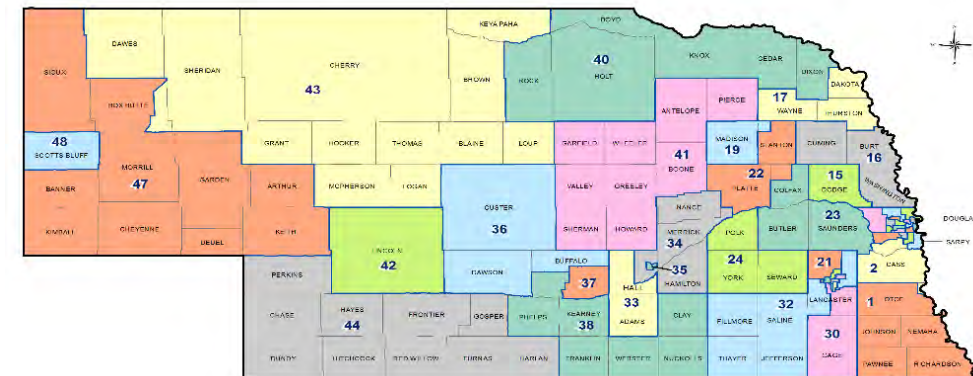 BOYD
KEYA PAHA
DAWES
SHERIDAN
CHERRY
43
BROWN
ROCK
40
HOLT
KNOX
CEDAR
DIXON
DAKOTA
SIOUX
BOX BUTTE
ANTELOPE
PIERCE
17
WAYNE
THURSTON
48
SCOTTS BLUFF
MORRILL
47
GARDEN
GRANT
HOOKER
THOMAS
BLAINE
LOUP
GARFIELD
WHEELER
41
BOONE
MADISON
19
STANTON
CUMING
BURT
16
WASHINGTON
BANNER
ARTHUR
MCPHERSON
LOGAN
CUSTER
36
VALLEY
GREELEY
22
PLATTE
COLFAX
15
DODGE
NANCE
KIMBALL
CHEYENNE
DEUEL
KEITH
LINCOLN
42
SHERMAN
HOWARD
MERRICK
34
POLK
BUTLER
23
SAUNDERS
DOUGLA
SARPY
PERKINS
DAWSON
BUFFALO
37
HALL
33
ADAMS
35
HAMILTON
24
YORK
SEWARD
21
2
CASS
CHASE
HAYES
44
FRONTIER
GOSPER
PHELPS
KEARNEY
38
CLAY
FILLMORE
32
SALINE
LANCASTER
30
GAGE
1
OTOE
JOHNSON
NEMAHA
DUNDY
HITCHCOCK
RED WILLOW
FURNAS
HARLAN
FRANKLIN
WEBSTER
NUCKOLLS
THAYER
JEFFERSON
PAWNEE
RICHARDSON